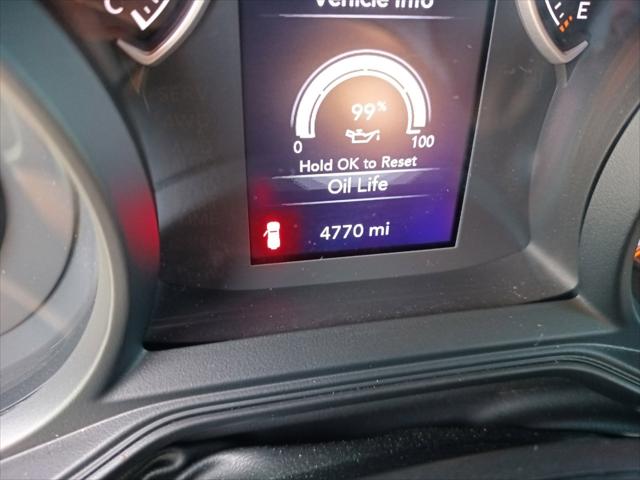 Vehicle Info
C
E
99%
0
100
Hold OK to Reset
Oil Life
4770 mi